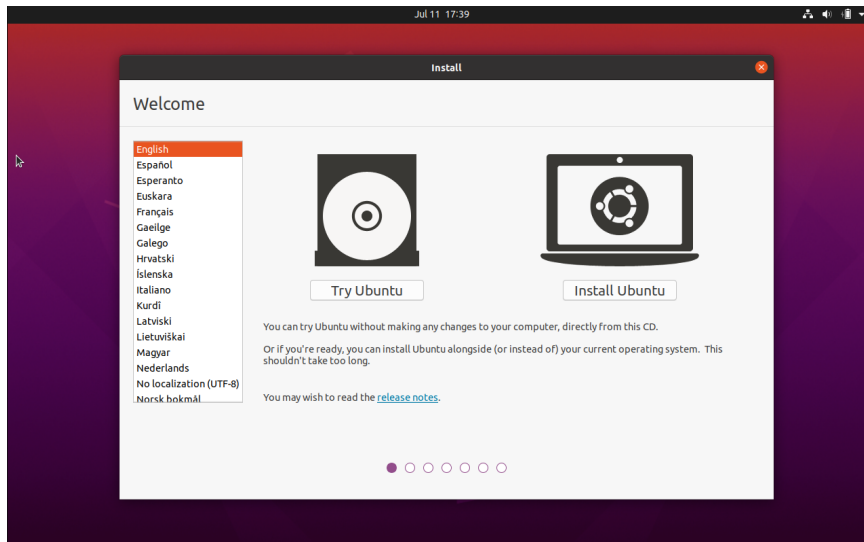 Jul 11 17:39
Install
Welcome
English
Español
Esperanto
Euskara
Français
Gaeilge
Galego
Hrvatski
Íslenska
Italiano
Kurdî
Latviski
Lietuviškai
Magyar
Nederlands
No localization (UTF-8)
Norsk bokmål
Try Ubuntu
Install Ubuntu
You can try Ubuntu without making any changes to your computer, directly from this CD.
Or if you're ready, you can install Ubuntu alongside (or instead of) your current operating system. This
shouldn't take too long.
You may wish to read the release notes.